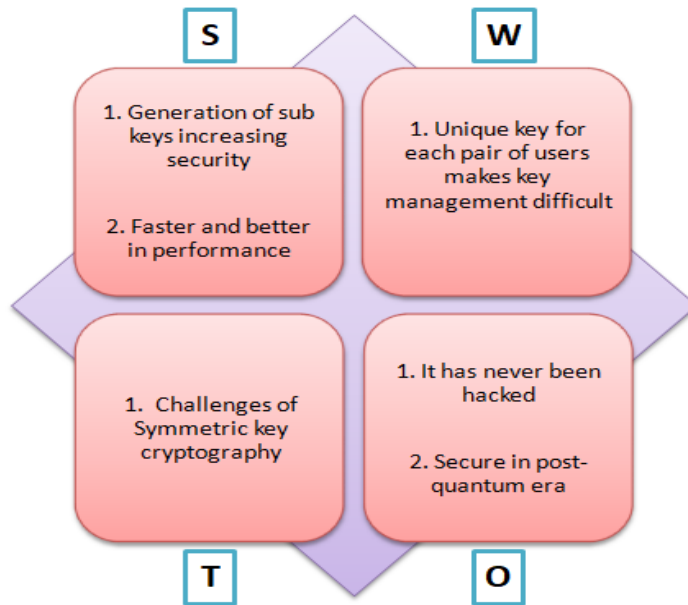 S
W
1. Generation of sub
keys increasing
security
2. Faster and better
in performance
1. Unique key for
each pair of users
makes key
management difficult
1. Challenges of
Symmetric key
cryptography
1. It has never been
hacked
2. Secure in post-
quantum era
T
O